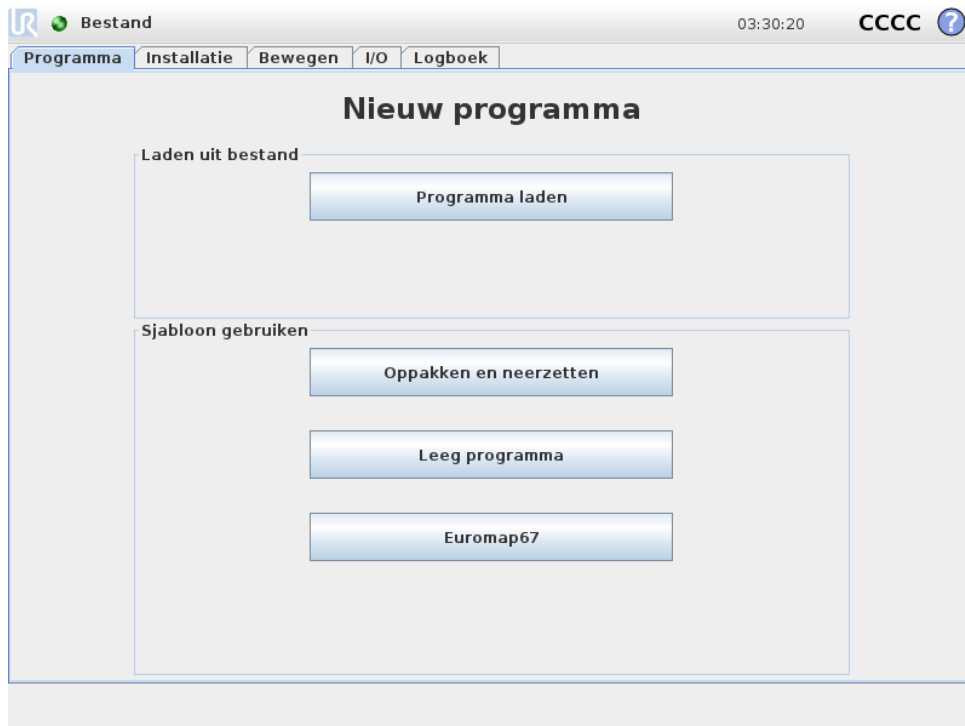 UR Bestand 03:30:20 CCCC ?
Programma Installatie Bewegen I/O Logboek
Nieuw programma
Laden uit bestand
Programma laden
Sjabloon gebruiken
Oppakken en neerzetten
Leeg programma
Euromap67